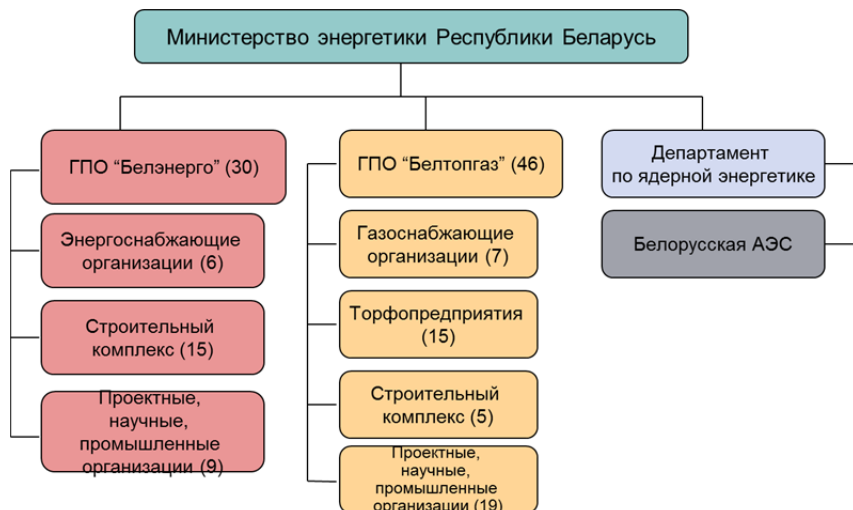 Министерство энергетики Республики Беларусь
ГПО “Белэнерго” (30)
Энергоснабжающие
организации (6)
Строительный
комплекс (15)
Проектные,
научные,
промышленные
организации (9)
ГПО “Белтопгаз” (46)
Газоснабжающие
организации (7)
Торфопредприятия
(15)
Строительный
комплекс (5)
Проектные,
научные,
промышленные
организации (19)
Департамент
по ядерной энергетике
Белорусская АЭС